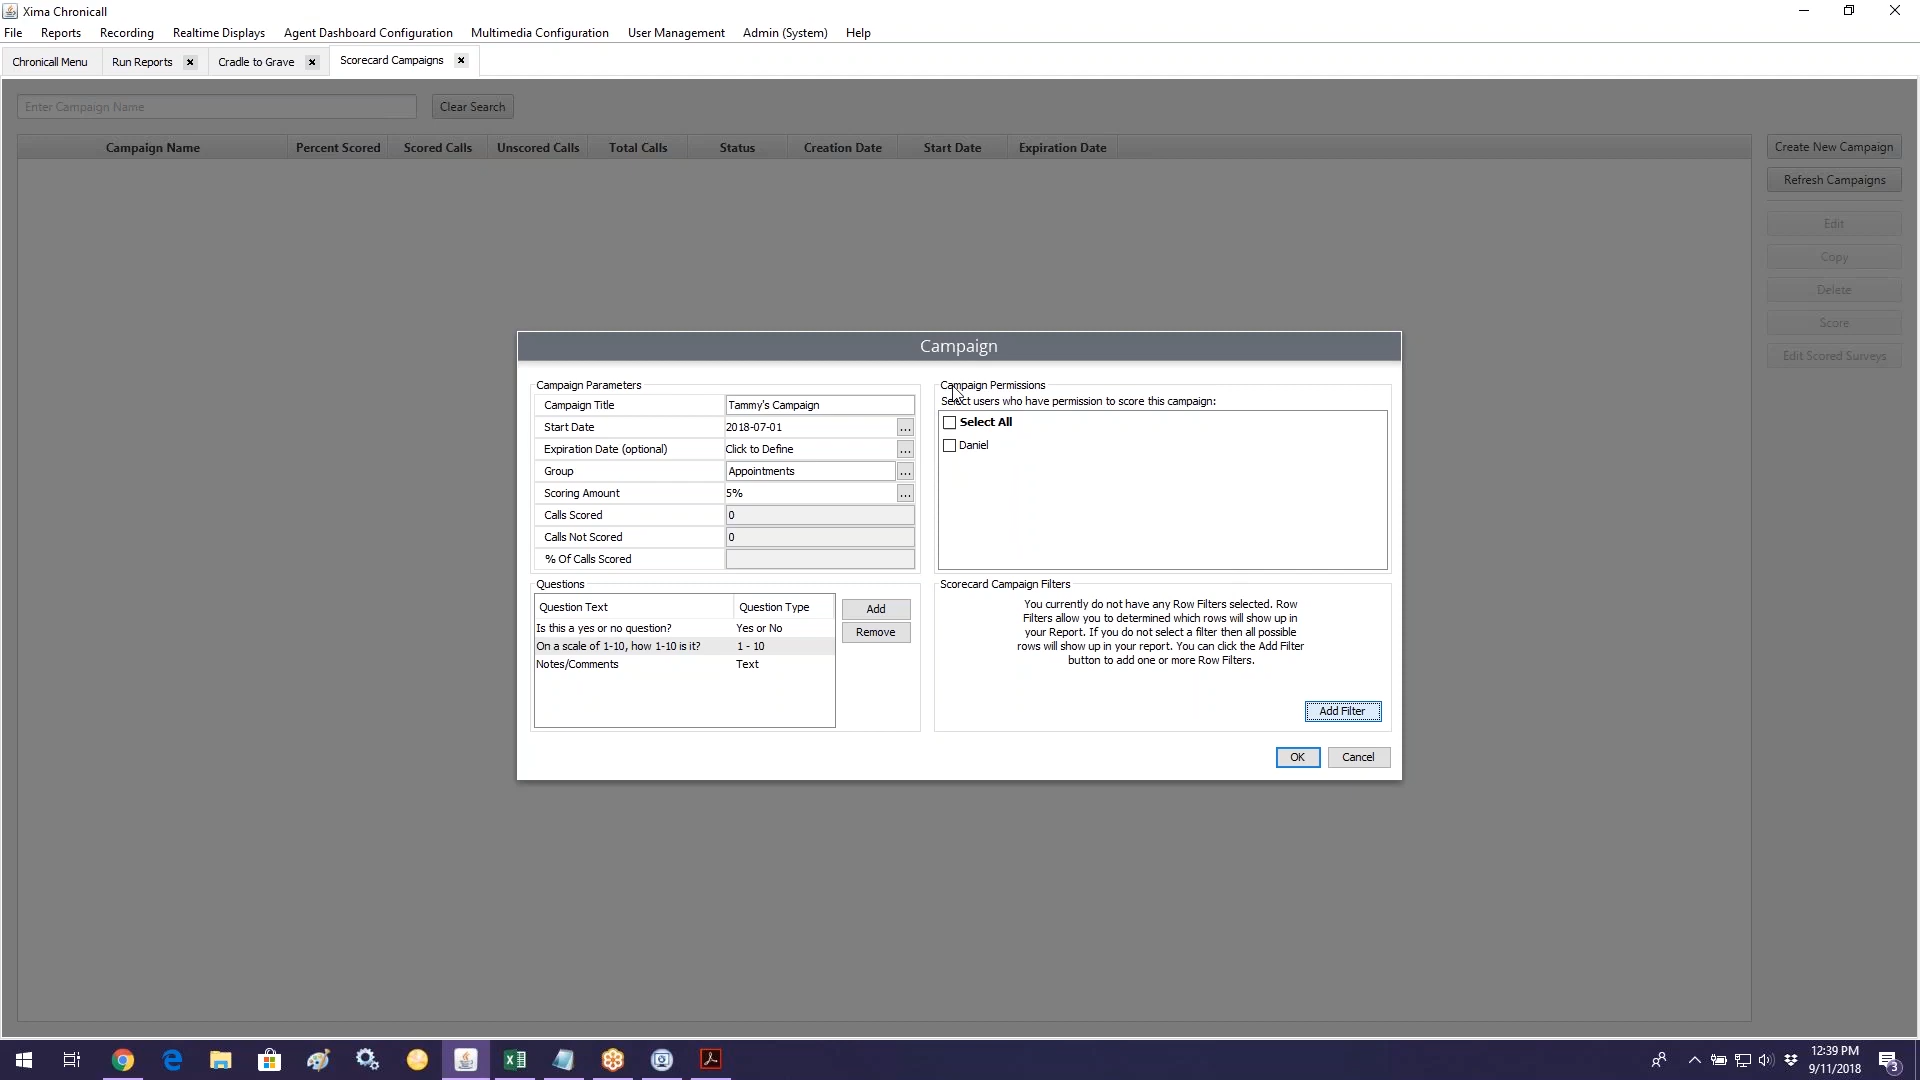 Xima Chronicall
File Reports Recording Realtime Displays Agent Dashboard Configuration Multimedia Configuration User Management Admin (System) Help
Chronicall Menu Run Reports Cradle to Grave Scorecard Campaigns
Enter Campaign Name Clear Search
Campaign Name Percent Scored Scored Calls Unscored Calls Total Calls Status Creation Date Start Date Expiration Date
Create New Campaign
Refresh Campaigns
Edit
Copy
Delete
Score
Edit Scored Surveys
Campaign
Campaign Parameters
Campaign Title Tammy's Campaign
Start Date 2018-07-01 ...
Expiration Date (optional) Click to Define ...
Group Appointments ...
Scoring Amount 5% ...
Calls Scored 0
Calls Not Scored 0
% Of Calls Scored
Campaign Permissions
Select users who have permission to score this campaign:
Select All
Daniel
Questions
Question Text Question Type
Is this a yes or no question? Yes or No
On a scale of 1-10, how 1-10 is it? 1 - 10
Notes/Comments Text
Add
Remove
Scorecard Campaign Filters
You currently do not have any Row Filters selected. Row
Filters allow you to determined which rows will show up in
your Report. If you do not select a filter then all possible
rows will show up in your report. You can click the Add Filter
button to add one or more Row Filters.
Add Filter
OK Cancel
12:39 PM
9/11/2018
3